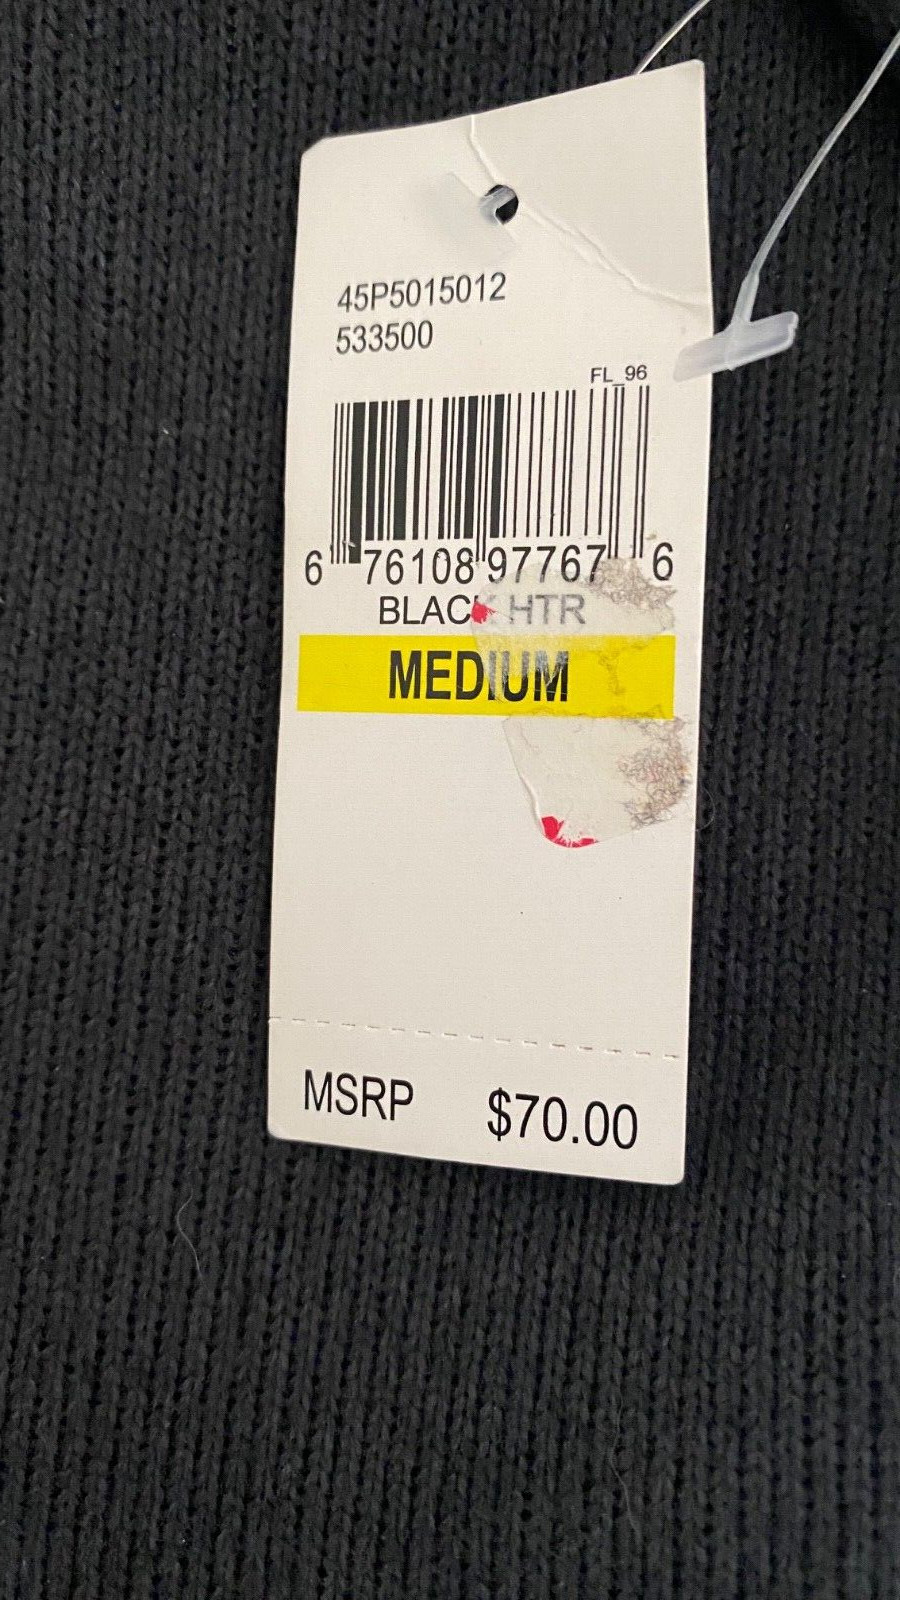 45P5015012
533500
FL_96
6 76108 97767 6
BLACK HTR
MEDIUM
MSRP $70.00